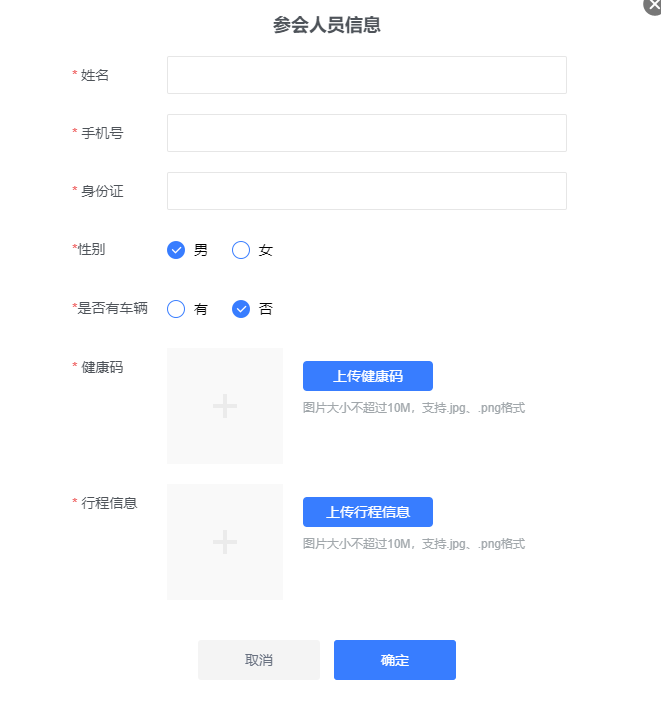 参会人员信息
* 姓名
* 手机号
* 身份证
*性别 男 女
*是否有车辆 有 否
* 健康码
上传健康码
图片大小不超过10M，支持.jpg、.png格式
* 行程信息
上传行程信息
图片大小不超过10M，支持.jpg、.png格式
取消 确定